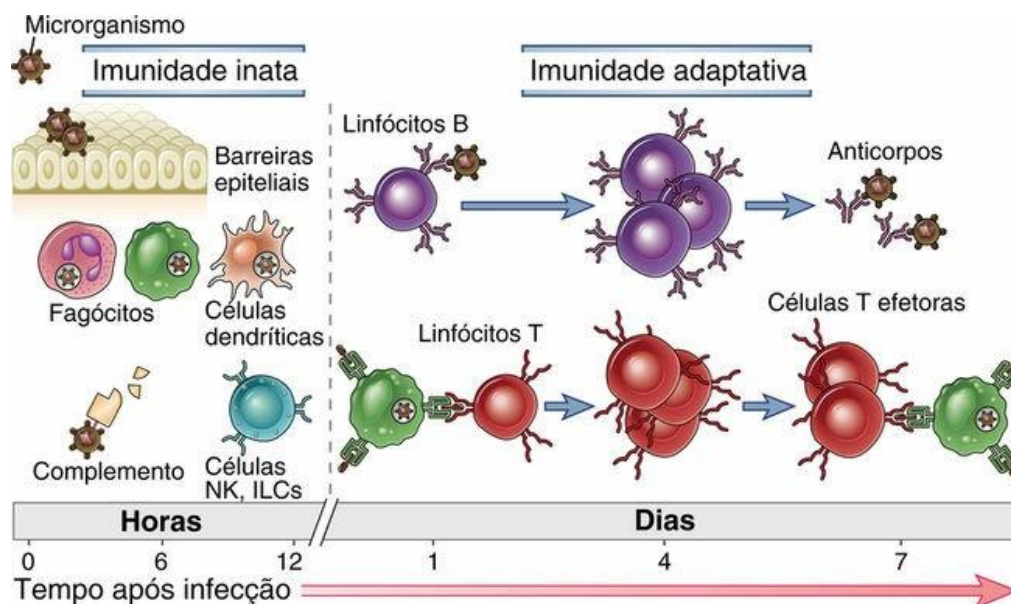 Microrganismo
Imunidade inata
Imunidade adaptativa
Barreiras
epiteliais
Fagócitos
Células
dendríticas
Complemento
Células
NK, ILCs
Linfócitos B
Anticorpos
Linfócitos T
Células T efetoras
Horas
Dias
0 6 12 1 4 7
Tempo após infecção